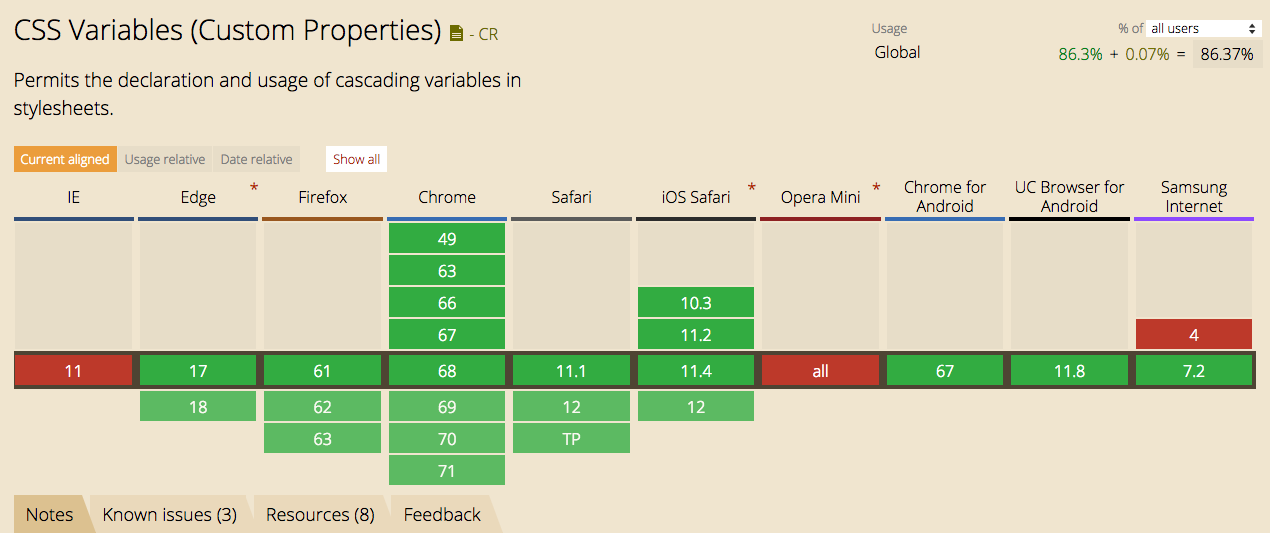 CSS Variables (Custom Properties) - CR
Usage % of all users
Global 86.3% + 0.07% = 86.37%
Permits the declaration and usage of cascading variables in
stylesheets.
Current aligned Usage relative Date relative Show all
IE Edge * Firefox Chrome Safari iOS Safari * Opera Mini * Chrome for Android UC Browser for Android Samsung Internet
49
63
66 10.3
67 11.2 4
11 17 61 68 11.1 11.4 all 67 11.8 7.2
18 62 69 12 12
63 70 TP
71
Notes Known issues (3) Resources (8) Feedback